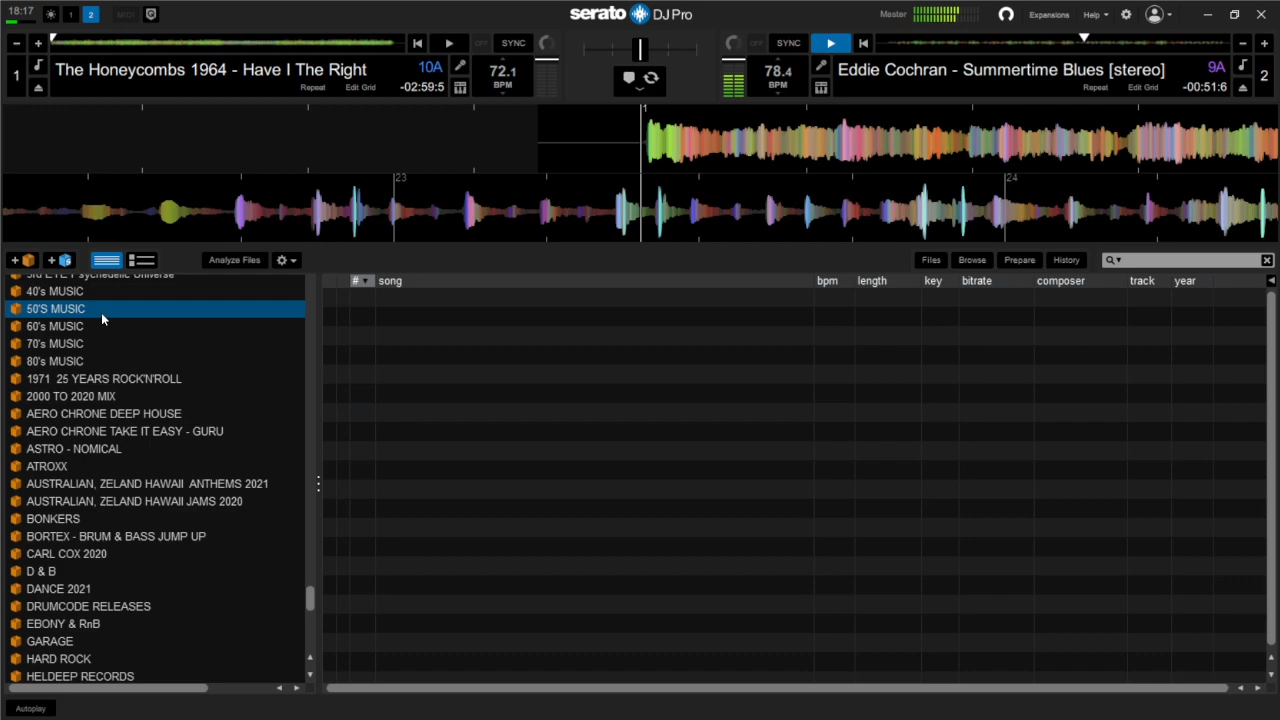 18:17 1 2 MIDI serato DJ Pro Master Expansions Help
OFF SYNC SYNC OFF
1 The Honeycombs 1964 - Have I The Right 10A 72.1 BPM 78.4 BPM Eddie Cochran - Summertime Blues [stereo] 9A 2
Repeat Edit Grid -02:59:5 Repeat Edit Grid -00:51:6
1
23 24
Analyze Files Files Browse Prepare History
# song bpm length key bitrate composer track year
3rd EYE Psychedelic Universe
40's MUSIC
50'S MUSIC
60's MUSIC
70's MUSIC
80's MUSIC
1971 25 YEARS ROCK'N'ROLL
2000 TO 2020 MIX
AERO CHRONE DEEP HOUSE
AERO CHRONE TAKE IT EASY - GURU
ASTRO - NOMICAL
ATROXX
AUSTRALIAN, ZELAND HAWAII ANTHEMS 2021
AUSTRALIAN, ZELAND HAWAII JAMS 2020
BONKERS
BORTEX - BRUM & BASS JUMP UP
CARL COX 2020
D & B
DANCE 2021
DRUMCODE RELEASES
EBONY & RnB
GARAGE
HARD ROCK
HELDEEP RECORDS
Autoplay